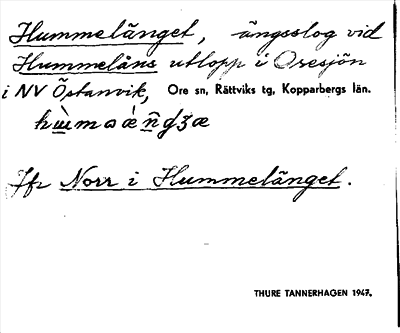 Hummelänget, ängsslog vid
Hummelåns utlopp i Oresjön
i NV Östanvik, Ore sn, Rättviks tg, Kopparbergs län.
Jfr Norr i Hummelänget.
THURE TANNERHAGEN 1947.